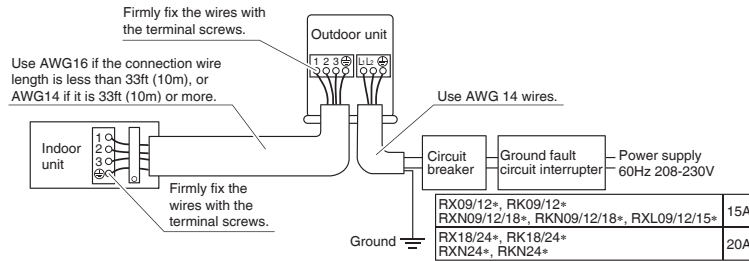 Firmly fix the wires with
the terminal screws.
Outdoor unit
1 2 3
L1 L2
Use AWG16 if the connection wire
length is less than 33ft (10m), or
AWG14 if it is 33ft (10m) or more.
Use AWG 14 wires.
Indoor
unit
1
2
3
Firmly fix the
wires with the
terminal screws.
Circuit
breaker
Ground fault
circuit interrupter
Power supply
60Hz 208-230V
Ground
RX09/12*, RK09/12*
RXN09/12/18*, RKN09/12/18*, RXL09/12/15*
15A
RX18/24*, RK18/24*
RXN24*, RKN24*
20A